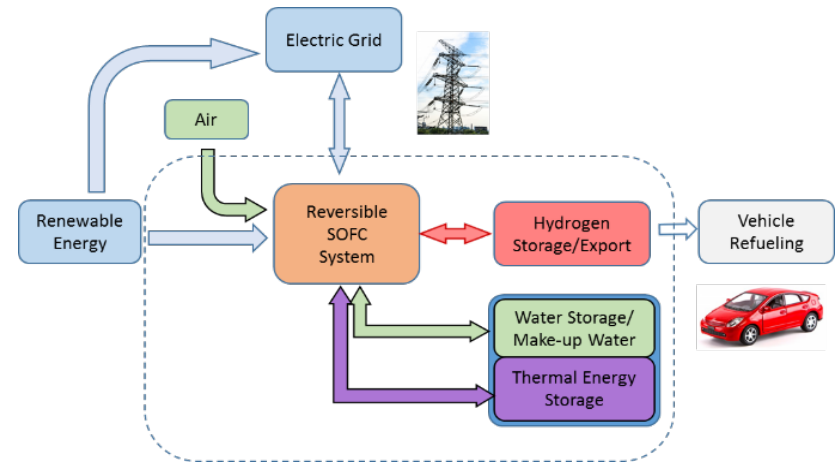 Electric Grid
Air
Renewable
Energy
Reversible
SOFC
System
Hydrogen
Storage/Export
Vehicle
Refueling
Water Storage/
Make-up Water
Thermal Energy
Storage